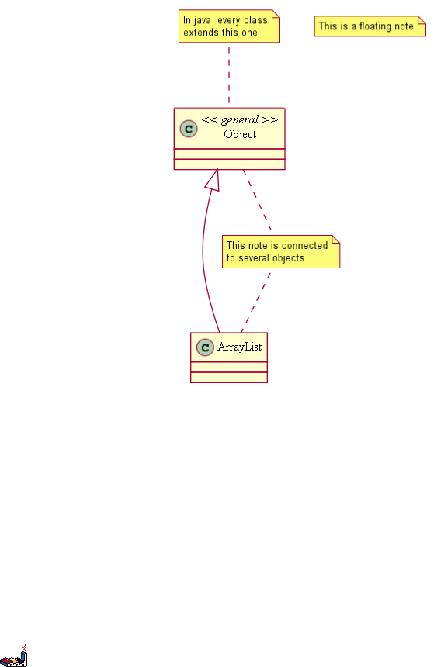 In java, every class
extends this one.
This is a floating note
C
<< general >>
Object
This note is connected
to several objects.
C
ArrayList